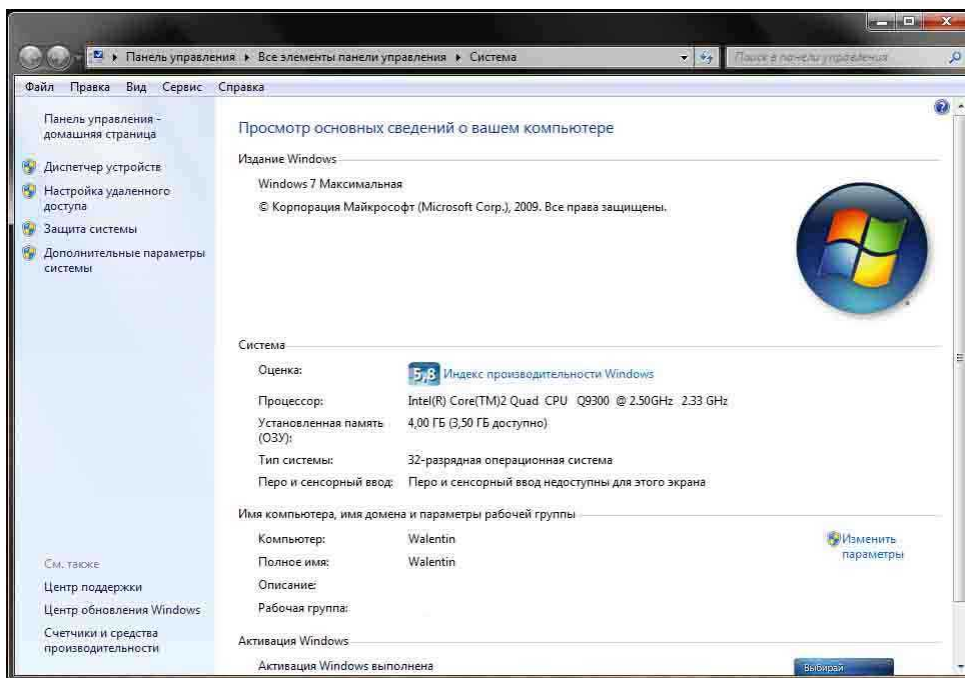 Панель управления ▸ Все элементы панели управления ▸ Система
Поиск в панели управления
Файл Правка Вид Сервис Справка
Панель управления -
домашняя страница
Диспетчер устройств
Настройка удаленного
доступа
Защита системы
Дополнительные параметры
системы
См. также
Центр поддержки
Центр обновления Windows
Счетчики и средства
производительности
Просмотр основных сведений о вашем компьютере
Издание Windows
Windows 7 Максимальная
© Корпорация Майкрософт (Microsoft Corp.), 2009. Все права защищены.
Система
Оценка: 5,8 Индекс производительности Windows
Процессор: Intel(R) Core(TM)2 Quad CPU Q9300 @ 2.50GHz 2.33 GHz
Установленная память 4,00 ГБ (3,50 ГБ доступно)
(ОЗУ):
Тип системы: 32-разрядная операционная система
Перо и сенсорный ввод: Перо и сенсорный ввод недоступны для этого экрана
Имя компьютера, имя домена и параметры рабочей группы
Компьютер: Walentin
Изменить
параметры
Полное имя: Walentin
Описание:
Рабочая группа:
Активация Windows
Активация Windows выполнена
Выбирай